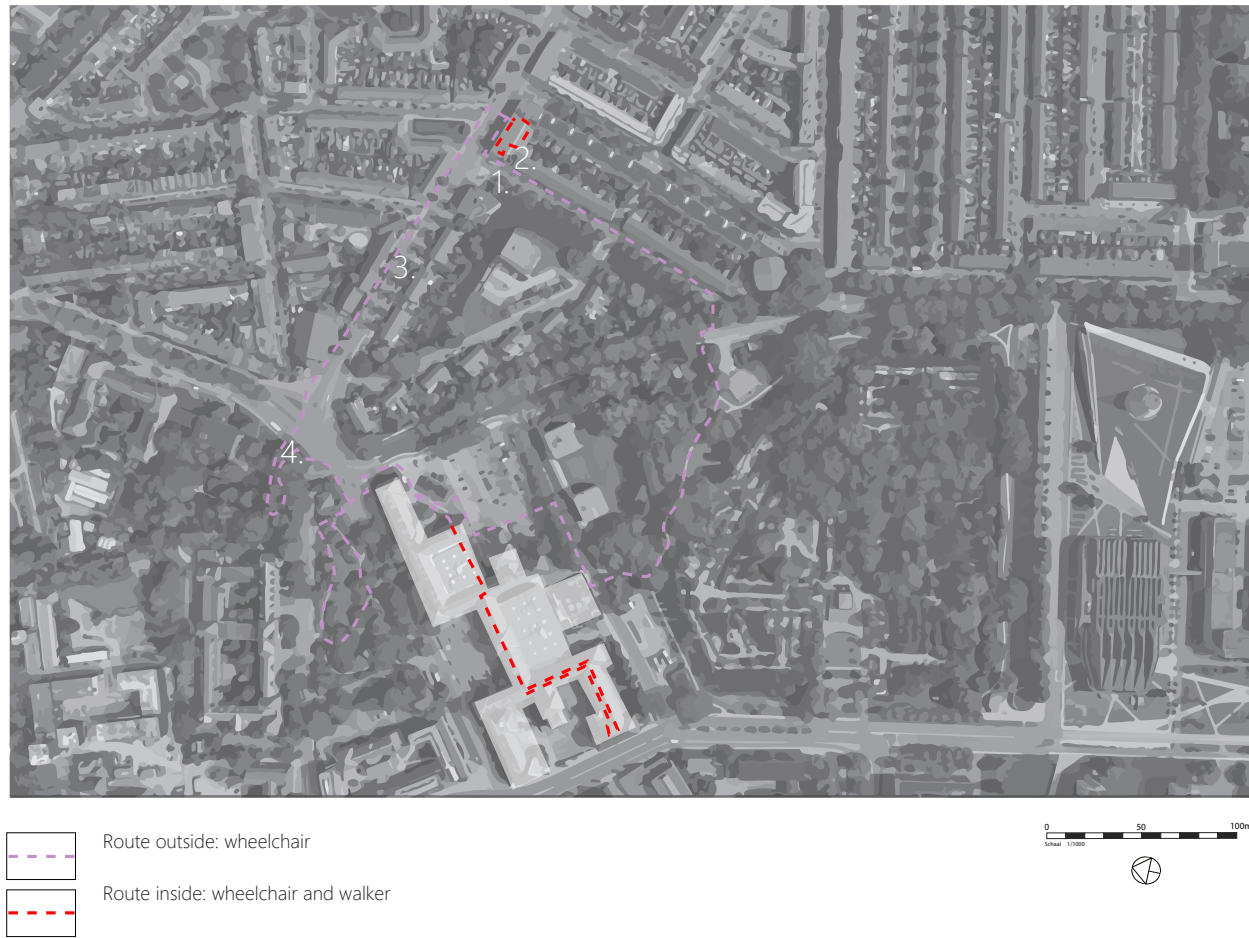 2.
1.
3.
4.
Route outside: wheelchair
Route inside: wheelchair and walker
0 50 100m
Schaal 1/1000